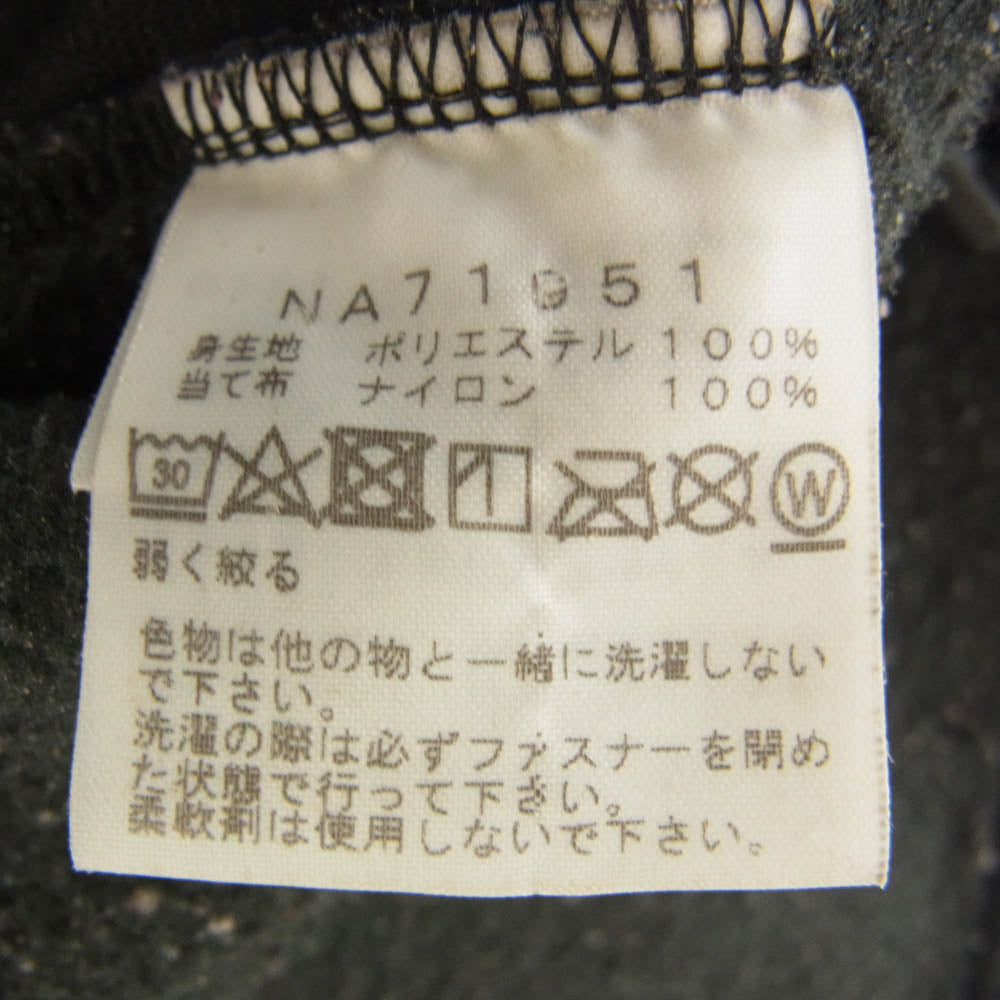 NA71951
身生地 ポリエステル 100%
当て布 ナイロン 100%
30 W
弱く絞る
色物は他の物と一緒に洗濯しない
で下さい。
洗濯の際は必ずファスナーを閉め
た状態で行って下さい。
柔軟剤は使用しないで下さい。